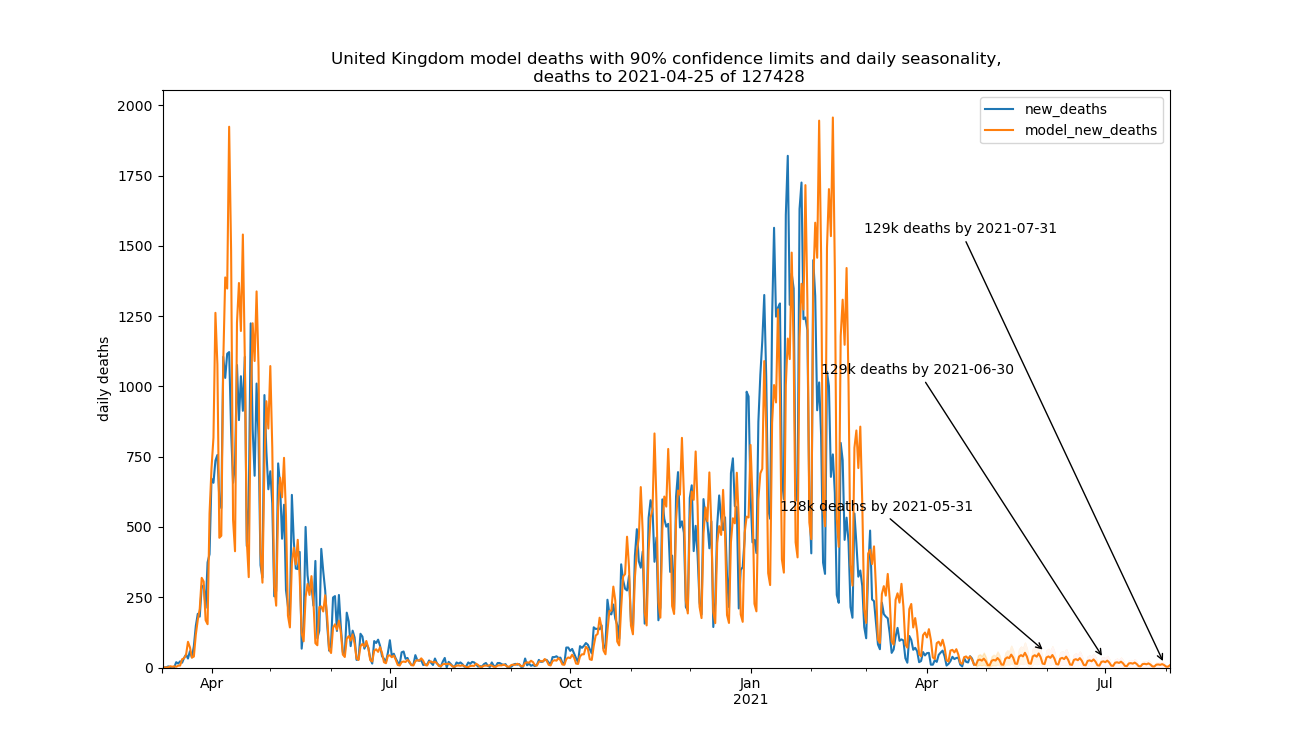 United Kingdom model deaths with 90% confidence limits and daily seasonality,
deaths to 2021-04-25 of 127428
new_deaths
model_new_deaths
daily deaths
2000
1750
1500
1250
1000
750
500
250
0
129k deaths by 2021-07-31
129k deaths by 2021-06-30
128k deaths by 2021-05-31
Apr
Jul
Oct
Jan
2021
Apr
Jul